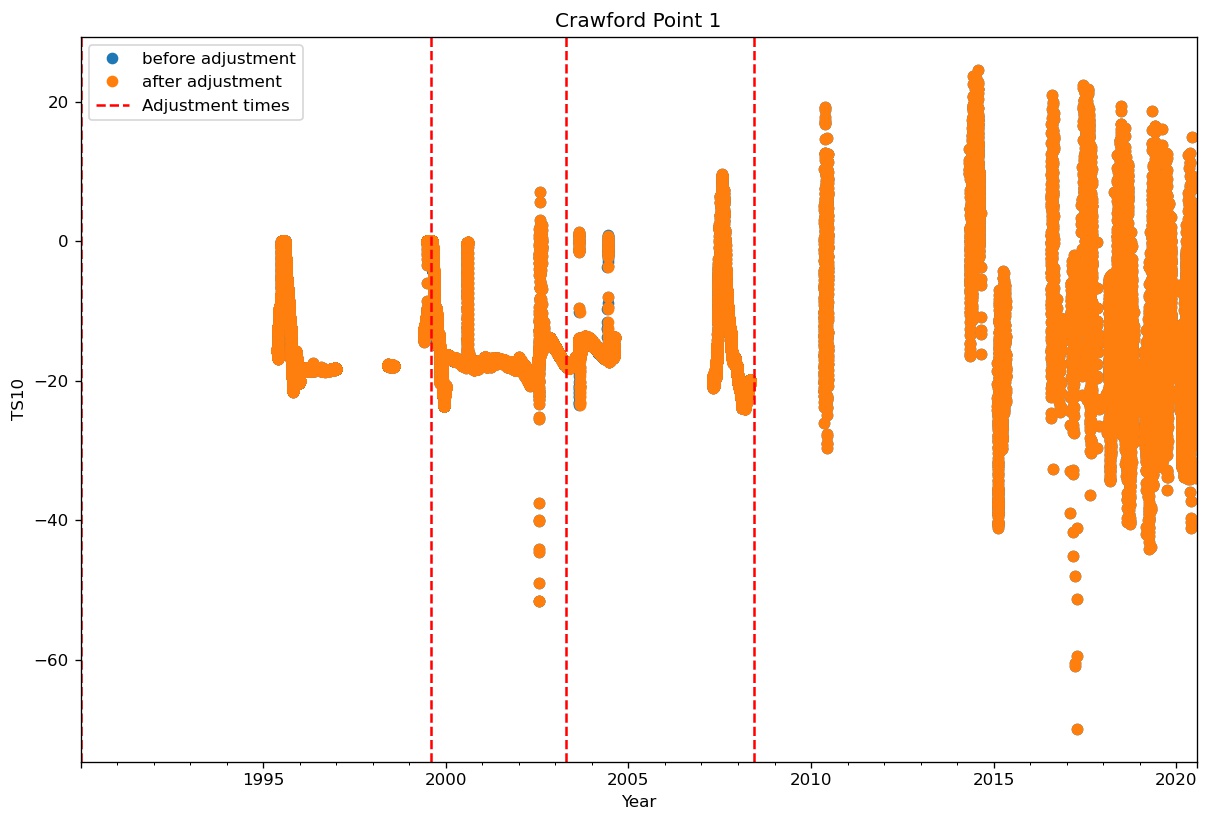 Crawford Point 1
before adjustment
after adjustment
Adjustment times
20
0
−20
−40
−60
TS10
1995
2000
2005
2010
2015
2020
Year